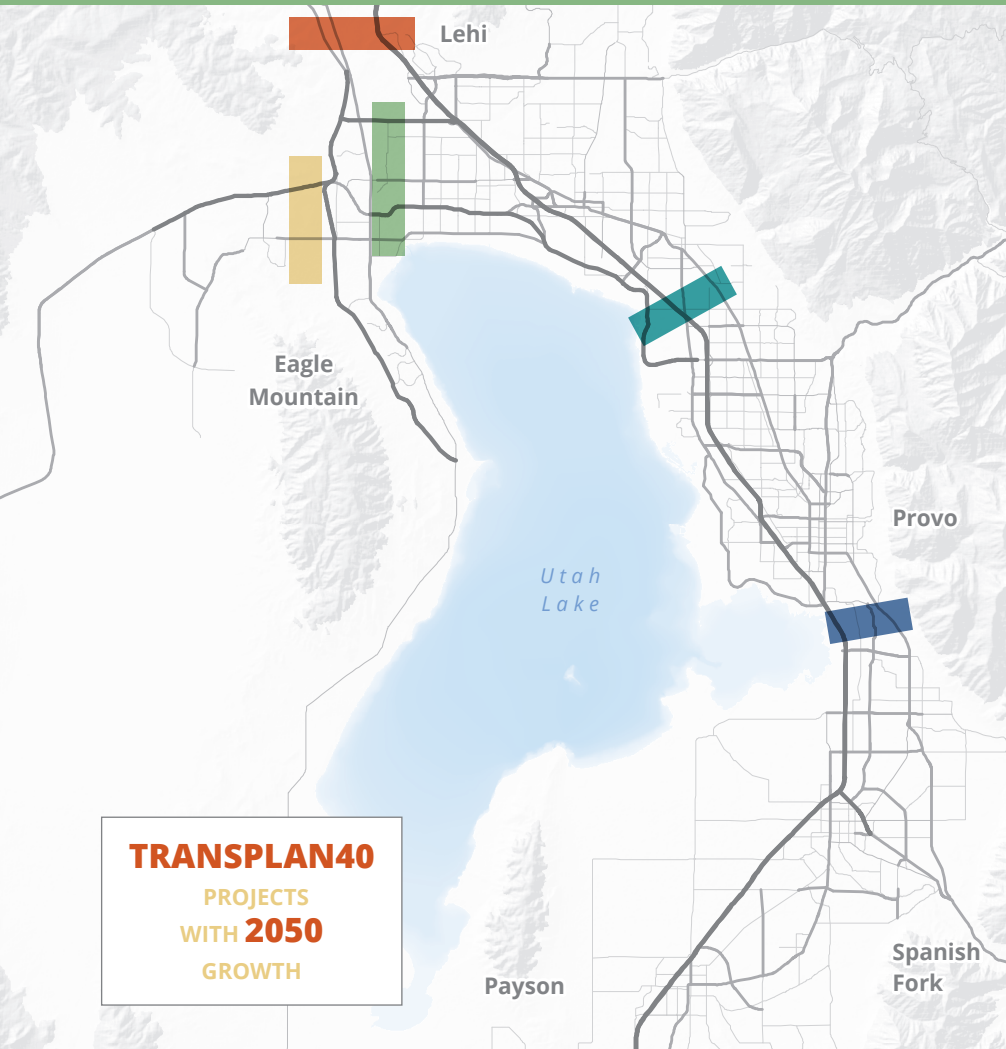 Lehi
Eagle
Mountain
Provo
Utah
Lake
TRANSPLAN40
PROJECTS
WITH 2050
GROWTH
Spanish
Fork
Payson